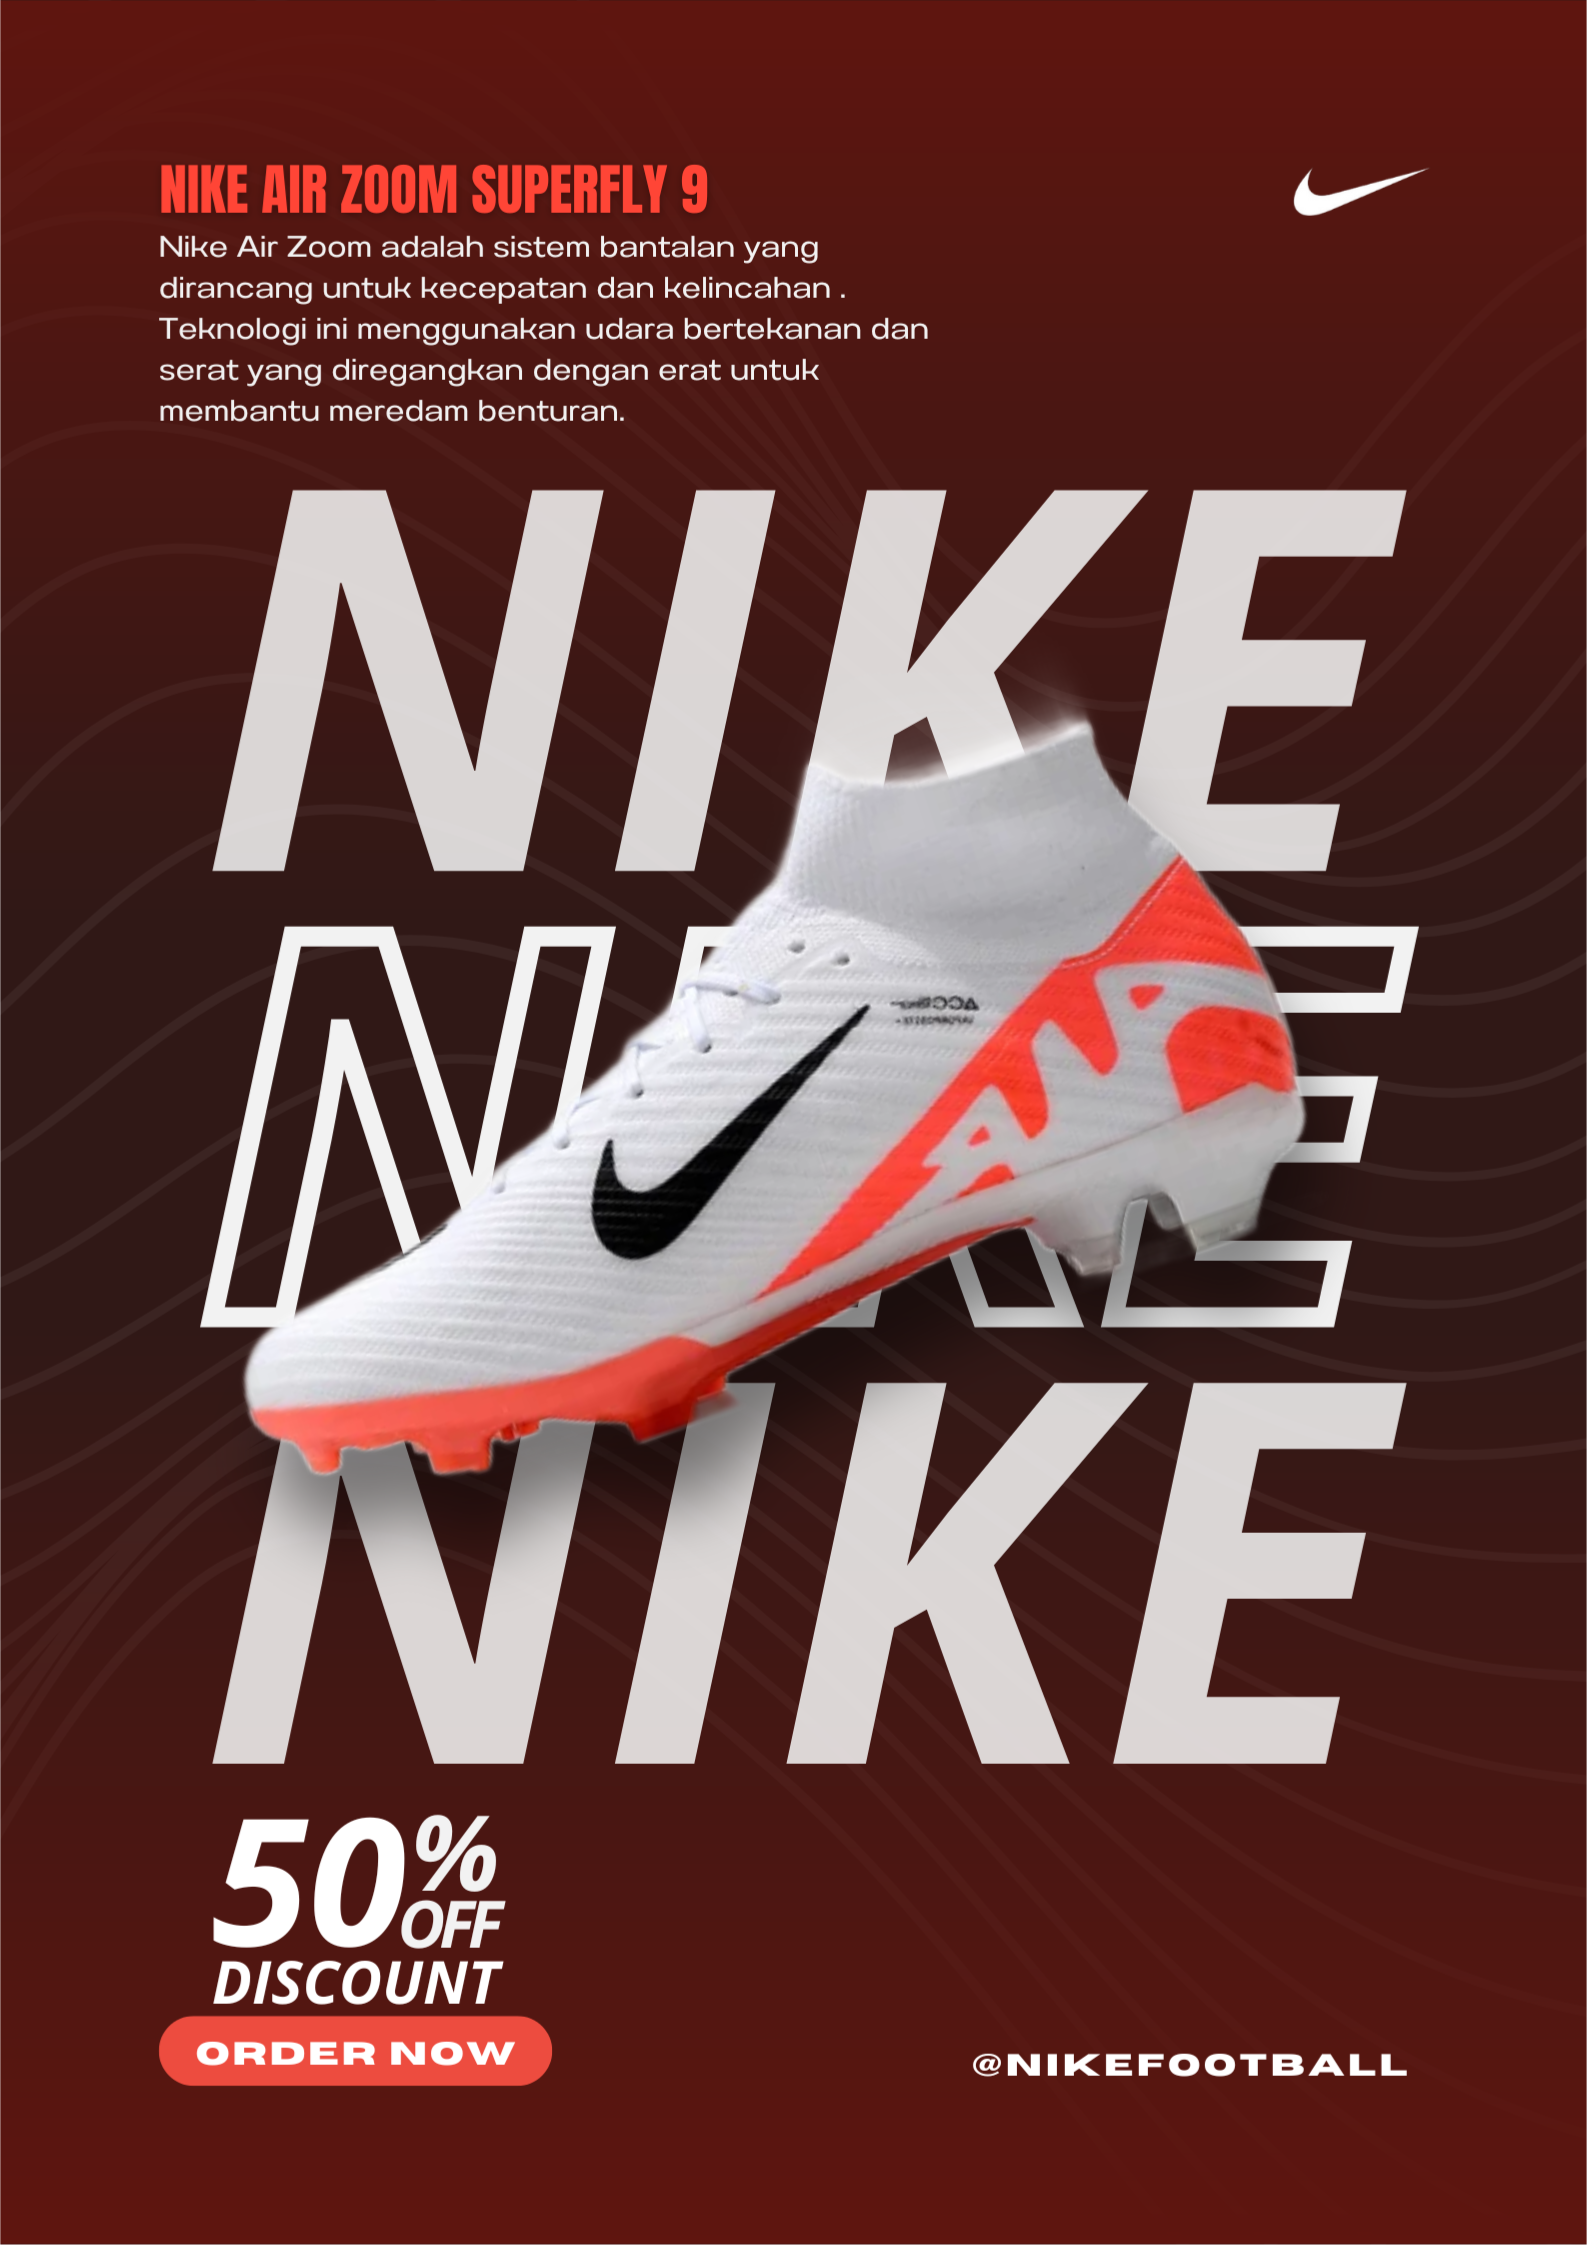 NIKE AIR ZOOM SUPERFLY 9
Nike Air Zoom adalah sistem bantalan yang
dirancang untuk kecepatan dan kelincahan .
Teknologi ini menggunakan udara bertekanan dan
serat yang diregangkan dengan erat untuk
membantu meredam benturan.
NIKE
NIKE
NIKE
50%
OFF
DISCOUNT
ORDER NOW
@NIKEFOOTBALL